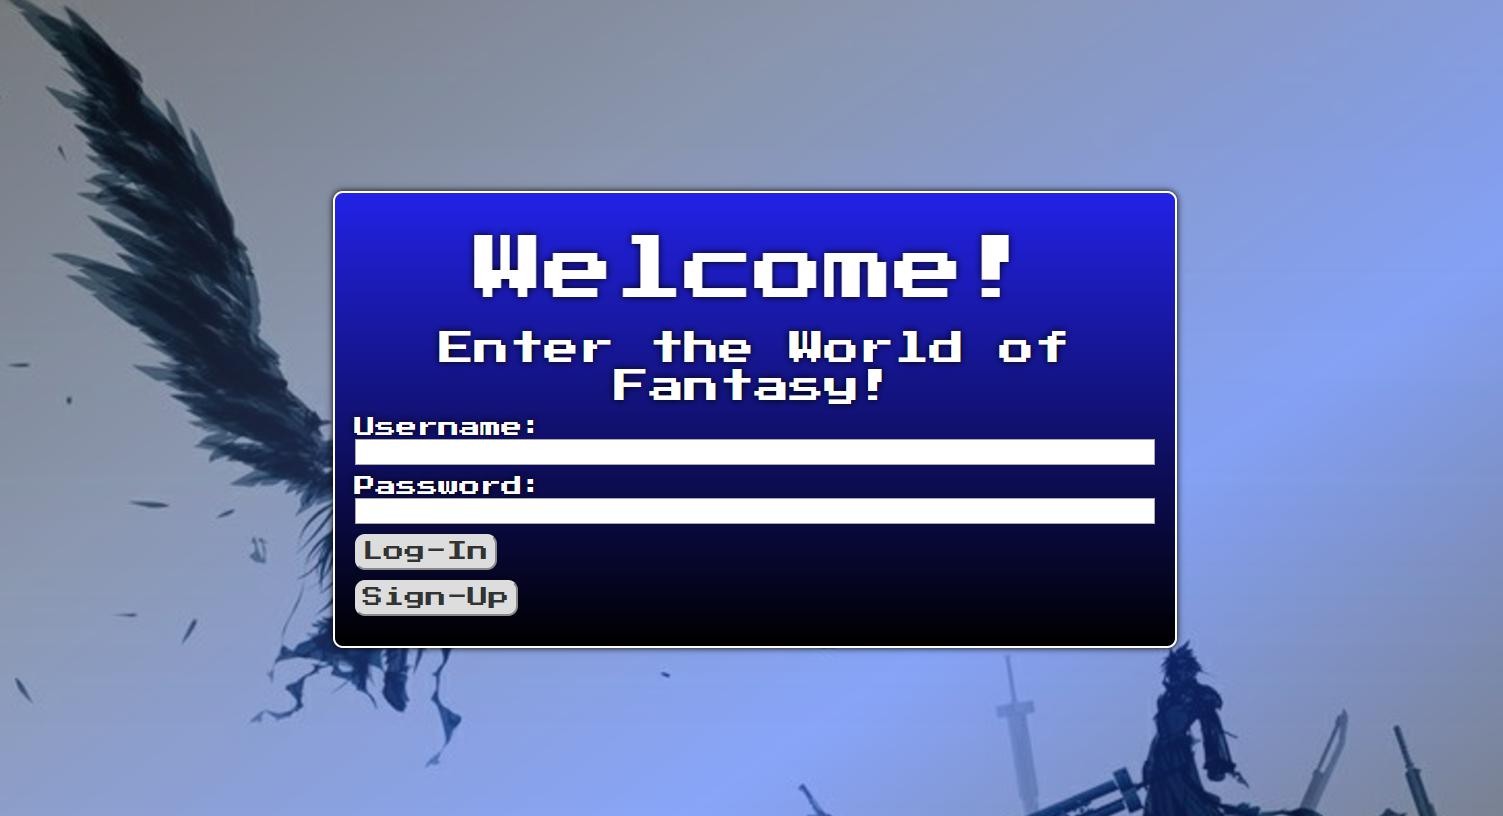 Welcome!
Enter the World of
Fantasy!
Username:
Password:
Log-In
Sign-Up